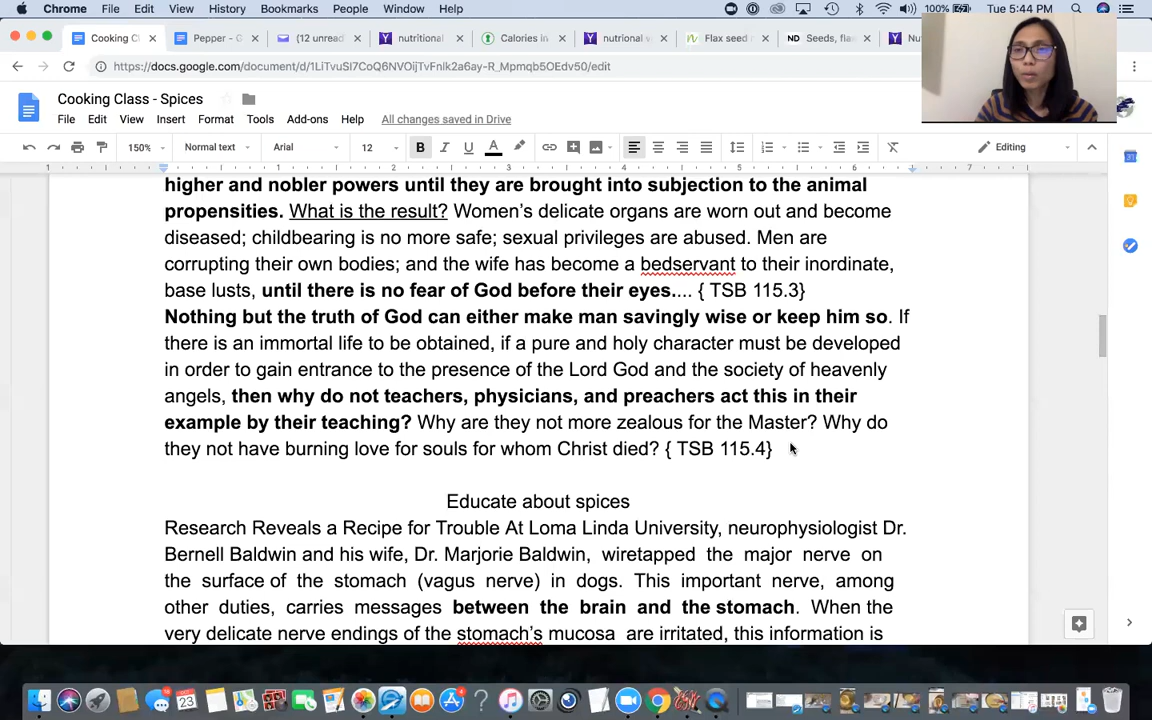 Chrome File Edit View History Bookmarks People Window Help 100% Tue 5:44 PM
Cooking C Pepper - G (12 unread nutritional Calories in nutrional Flax seed Seeds, flax
https://docs.google.com/document/d/1LiTvuSI7CoQ6NVOijTvFnIk2a6ay-R_Mpmqb5OEdv50/edit
Cooking Class - Spices
File Edit View Insert Format Tools Add-ons Help All changes saved in Drive
150% Normal text Arial 12 B I U A Editing
1 1 2 3 4 5 6 7
higher and nobler powers until they are brought into subjection to the animal
propensities. What is the result? Women's delicate organs are worn out and become
diseased; childbearing is no more safe; sexual privileges are abused. Men are
corrupting their own bodies; and the wife has become a bedservant to their inordinate,
base lusts, until there is no fear of God before their eyes.... { TSB 115.3}
Nothing but the truth of God can either make man savingly wise or keep him so. If
there is an immortal life to be obtained, if a pure and holy character must be developed
in order to gain entrance to the presence of the Lord God and the society of heavenly
angels, then why do not teachers, physicians, and preachers act this in their
example by their teaching? Why are they not more zealous for the Master? Why do
they not have burning love for souls for whom Christ died? { TSB 115.4}
Educate about spices
Research Reveals a Recipe for Trouble At Loma Linda University, neurophysiologist Dr.
Bernell Baldwin and his wife, Dr. Marjorie Baldwin, wiretapped the major nerve on
the surface of the stomach (vagus nerve) in dogs. This important nerve, among
other duties, carries messages between the brain and the stomach. When the
very delicate nerve endings of the stomach's mucosa are irritated, this information is